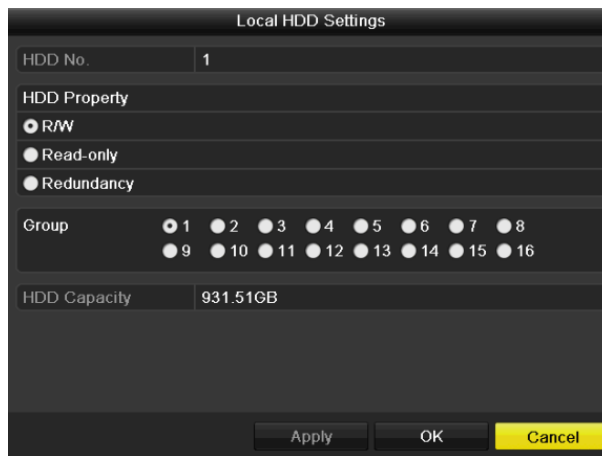 Local HDD Settings
HDD No. 1
HDD Property
R/W
Read-only
Redundancy
Group 1 2 3 4 5 6 7 8
9 10 11 12 13 14 15 16
HDD Capacity 931.51GB
Apply OK Cancel